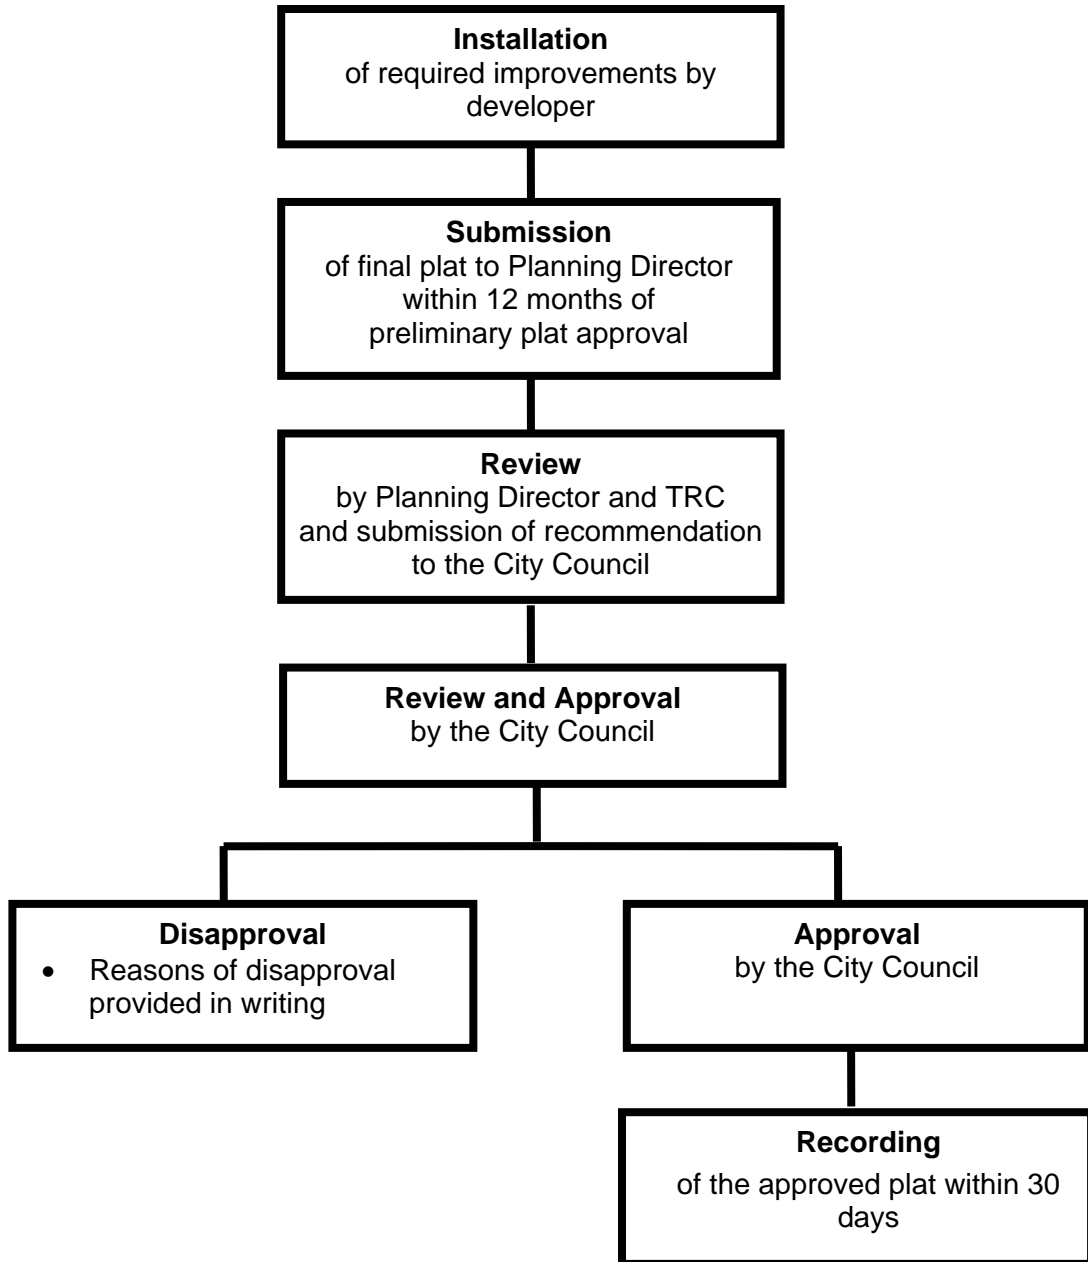 Installation
of required improvements by
developer
Submission
of final plat to Planning Director
within 12 months of
preliminary plat approval
Review
by Planning Director and TRC
and submission of recommendation
to the City Council
Review and Approval
by the City Council
Disapproval
• Reasons of disapproval
provided in writing
Approval
by the City Council
Recording
of the approved plat within 30
days